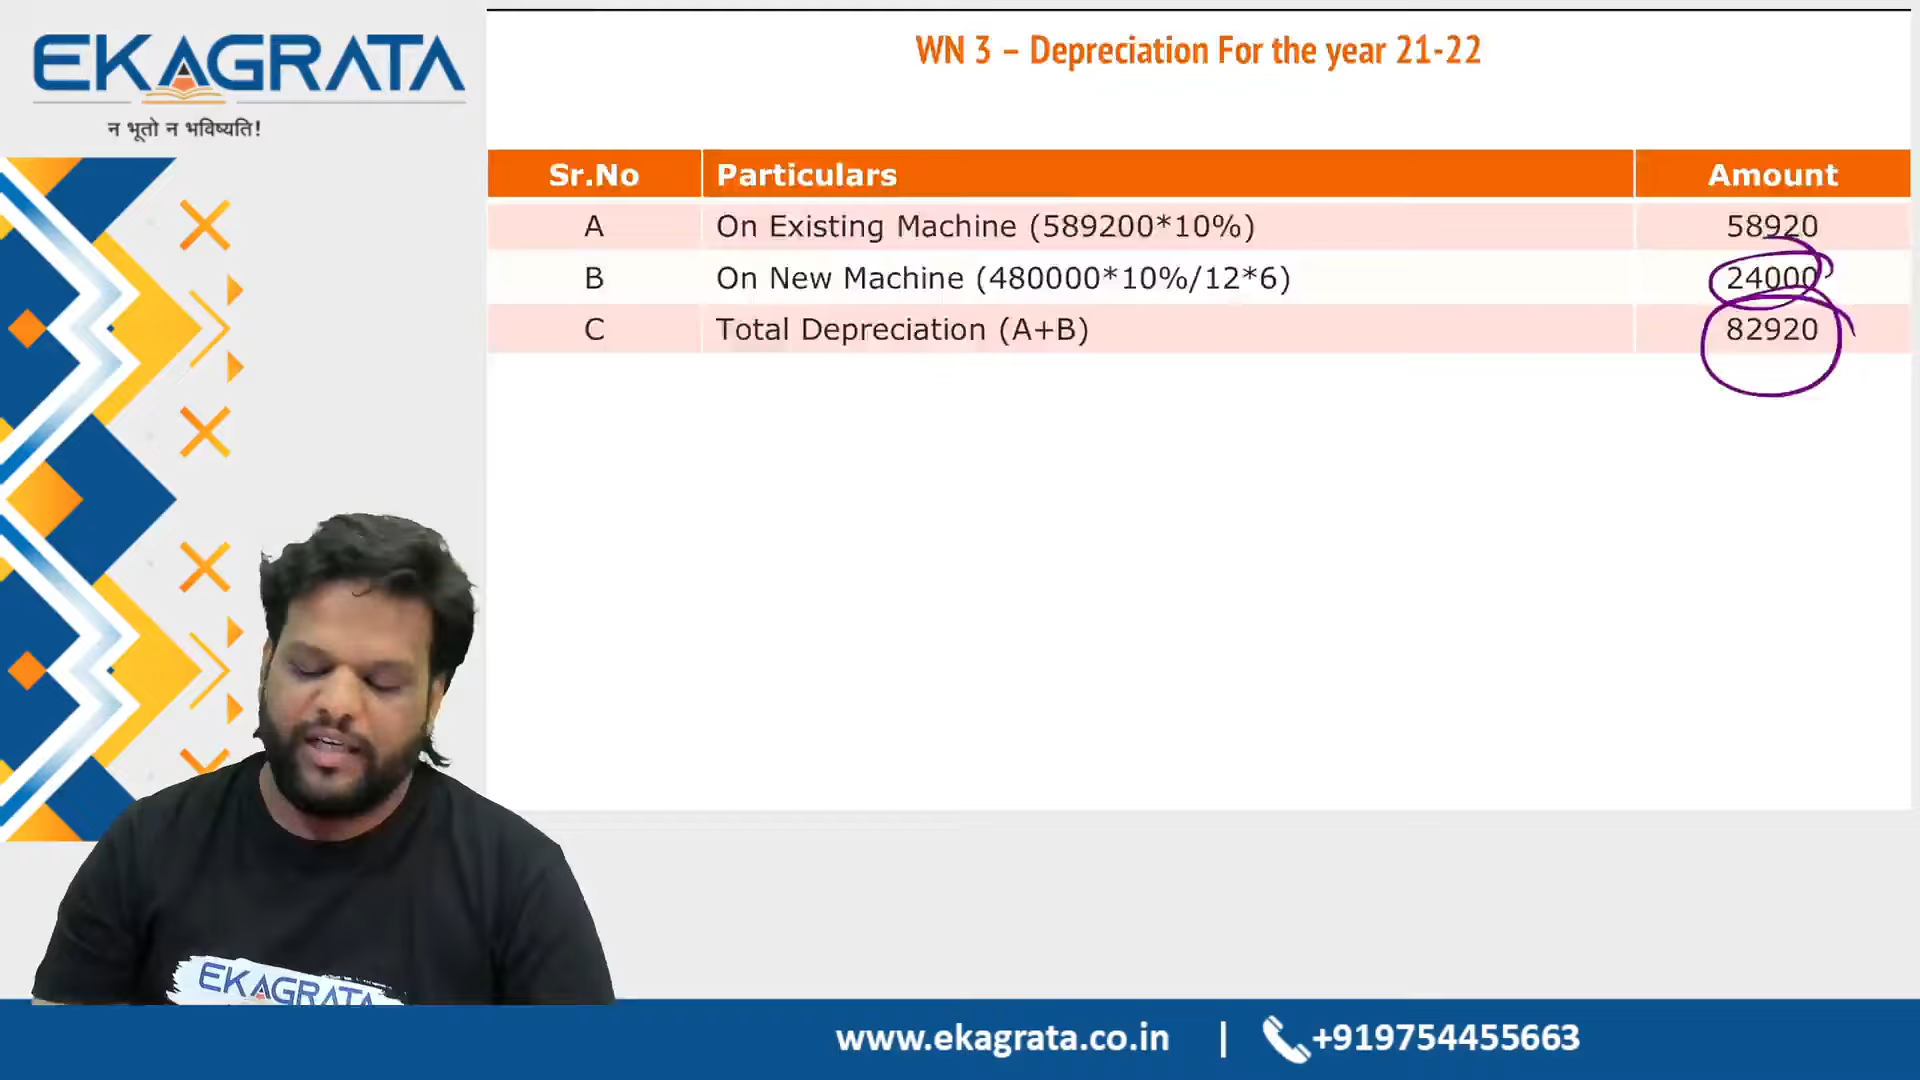 EKAGRATA
न भूतो न भविष्यति!
WN 3 – Depreciation For the year 21-22
Sr.No Particulars Amount
A On Existing Machine (589200*10%) 58920
B On New Machine (480000*10%/12*6) 24000
C Total Depreciation (A+B) 82920
EKAGRATA
www.ekagrata.co.in | +919754455663